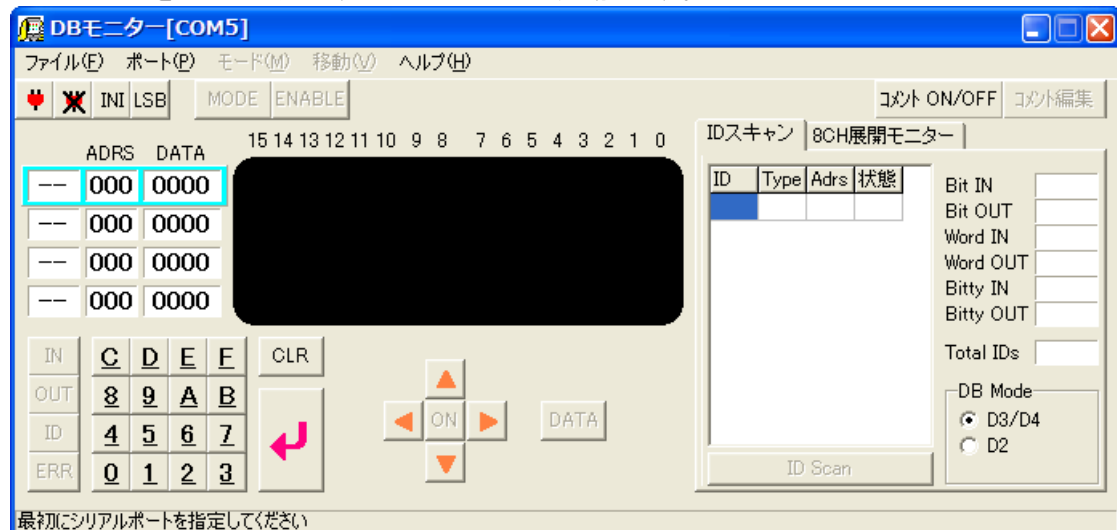 DBモニター[COM5]
ファイル(F) ポート(P) モード(M) 移動(V) ヘルプ(H)
INI LSB MODE ENABLE コメント ON/OFF コメント編集
15 14 13 12 11 10 9 8 7 6 5 4 3 2 1 0
ADRS DATA
-- 000 0000
-- 000 0000
-- 000 0000
-- 000 0000
IN C D E F CLR
OUT 8 9 A B
ID 4 5 6 7
ERR 0 1 2 3
ON DATA
IDスキャン 8CH展開モニター
ID Type Adrs 状態
Bit IN
Bit OUT
Word IN
Word OUT
Bitty IN
Bitty OUT
Total IDs
DB Mode
D3/D4
D2
ID Scan
最初にシリアルポートを指定してください